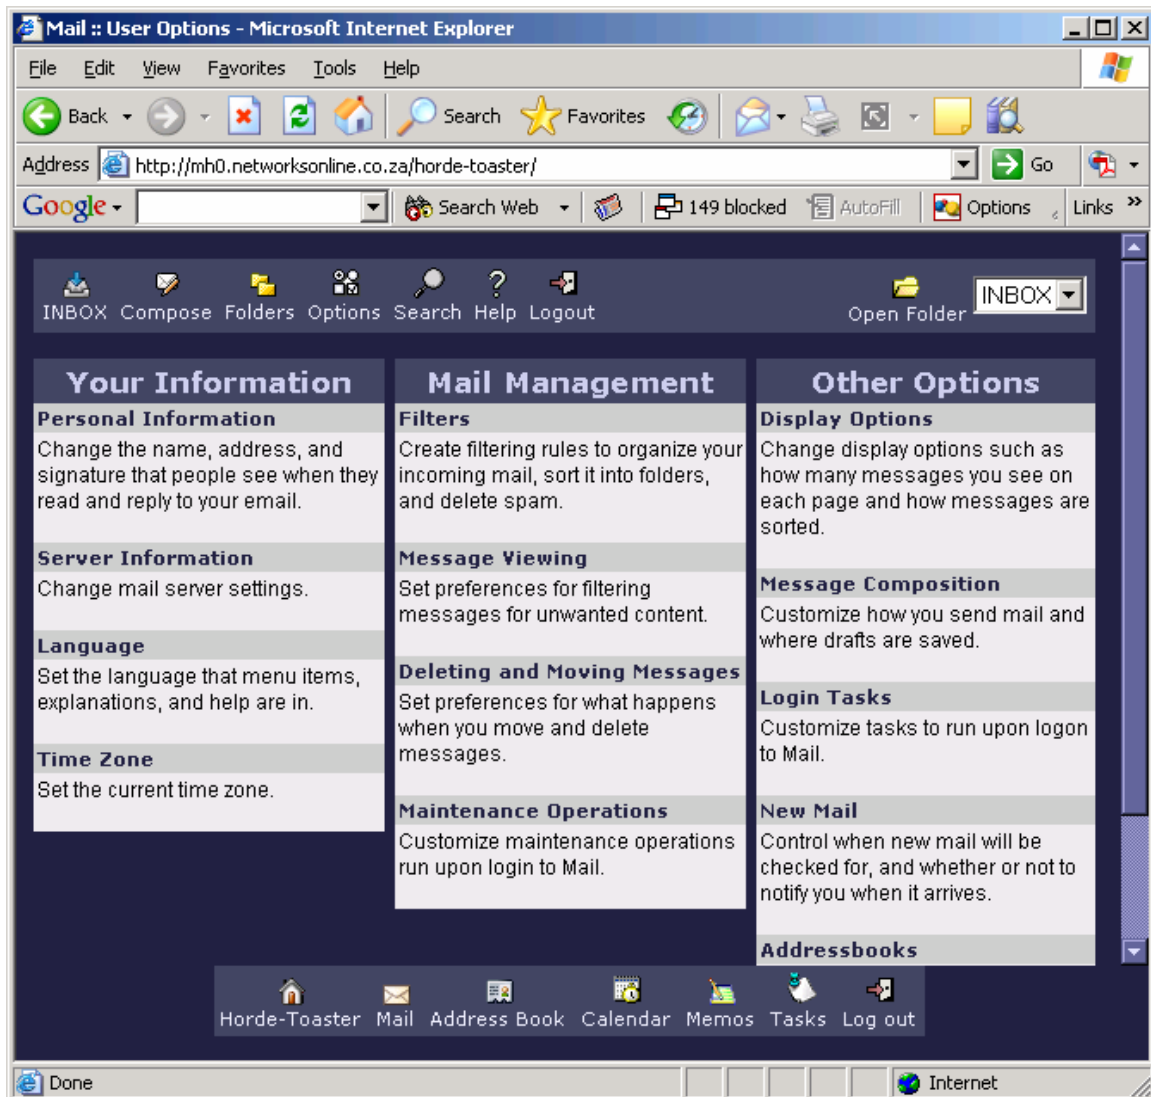 Mail :: User Options - Microsoft Internet Explorer
File Edit View Favorites Tools Help
Back Search Favorites
Address http://mh0.networksonline.co.za/horde-toaster/ Go
Google Search Web 149 blocked AutoFill Options Links »
INBOX Compose Folders Options Search Help Logout Open Folder INBOX
Your Information
Personal Information
Change the name, address, and
signature that people see when they
read and reply to your email.
Server Information
Change mail server settings.
Language
Set the language that menu items,
explanations, and help are in.
Time Zone
Set the current time zone.
Mail Management
Filters
Create filtering rules to organize your
incoming mail, sort it into folders,
and delete spam.
Message Viewing
Set preferences for filtering
messages for unwanted content.
Deleting and Moving Messages
Set preferences for what happens
when you move and delete
messages.
Maintenance Operations
Customize maintenance operations
run upon login to Mail.
Other Options
Display Options
Change display options such as
how many messages you see on
each page and how messages are
sorted.
Message Composition
Customize how you send mail and
where drafts are saved.
Login Tasks
Customize tasks to run upon logon
to Mail.
New Mail
Control when new mail will be
checked for, and whether or not to
notify you when it arrives.
Addressbooks
Horde-Toaster Mail Address Book Calendar Memos Tasks Log out
Done Internet